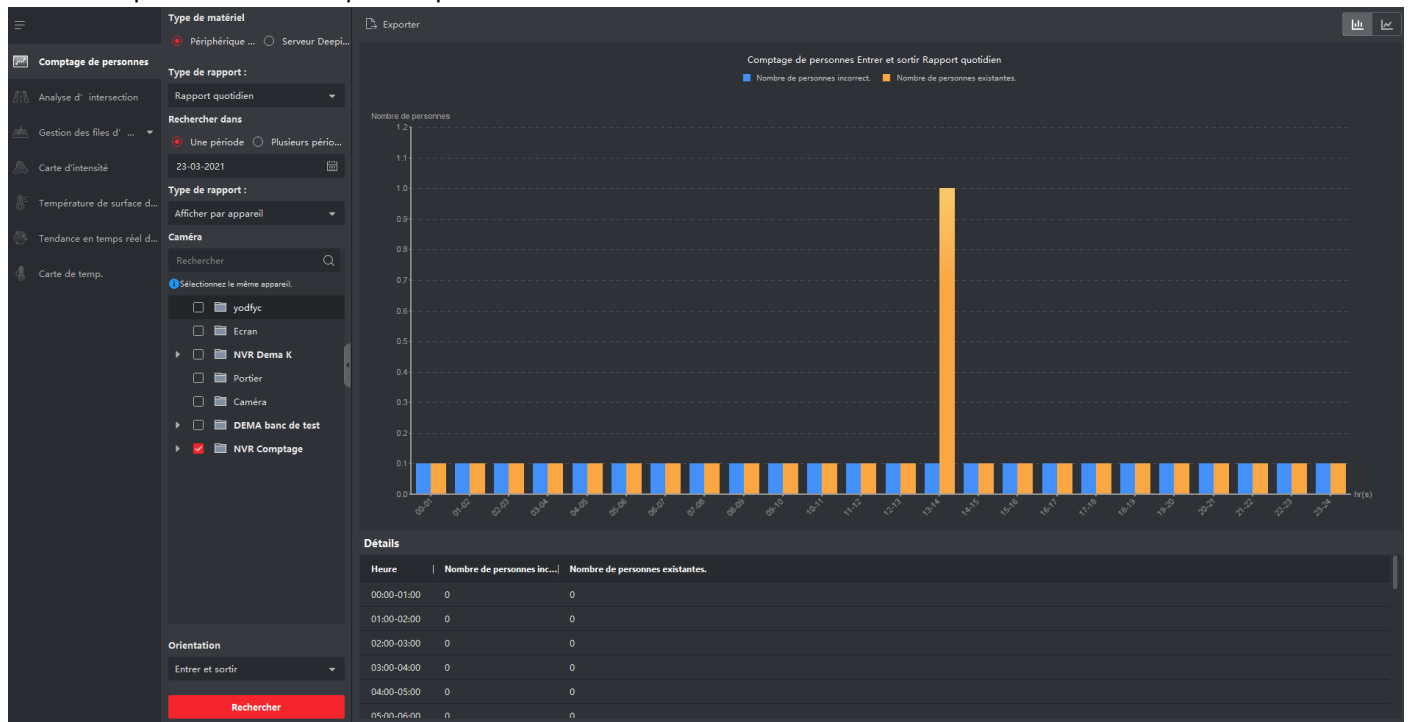 Comptage de personnes
Analyse d' intersection
Gestion des files d' ...
Carte d'intensité
Température de surface d...
Tendance en temps réel d...
Carte de temp.
Type de matériel
Périphérique ...
Serveur Deepi...
Type de rapport :
Rapport quotidien
Rechercher dans
Une période
Plusieurs pério...
23-03-2021
Type de rapport :
Afficher par appareil
Caméra
Rechercher
Sélectionnez le même appareil.
yodfyc
Ecran
NVR Dema K
Portier
Caméra
DEMA banc de test
NVR Comptage
Orientation
Entrer et sortir
Rechercher
Exporter
Comptage de personnes Entrer et sortir Rapport quotidien
Nombre de personnes incorrect. Nombre de personnes existantes.
Nombre de personnes
1.2
1.1
1.0
0.9
0.8
0.7
0.6
0.5
0.4
0.3
0.2
0.1
0.0
00-01 01-02 02-03 03-04 04-05 05-06 06-07 07-08 08-09 09-10 10-11 11-12 12-13 13-14 14-15 15-16 16-17 17-18 18-19 19-20 20-21 21-22 22-23 23-24 hr(s)
Détails
Heure Nombre de personnes inc... Nombre de personnes existantes.
00:00-01:00 0 0
01:00-02:00 0 0
02:00-03:00 0 0
03:00-04:00 0 0
04:00-05:00 0 0
05:00-06:00 0 0